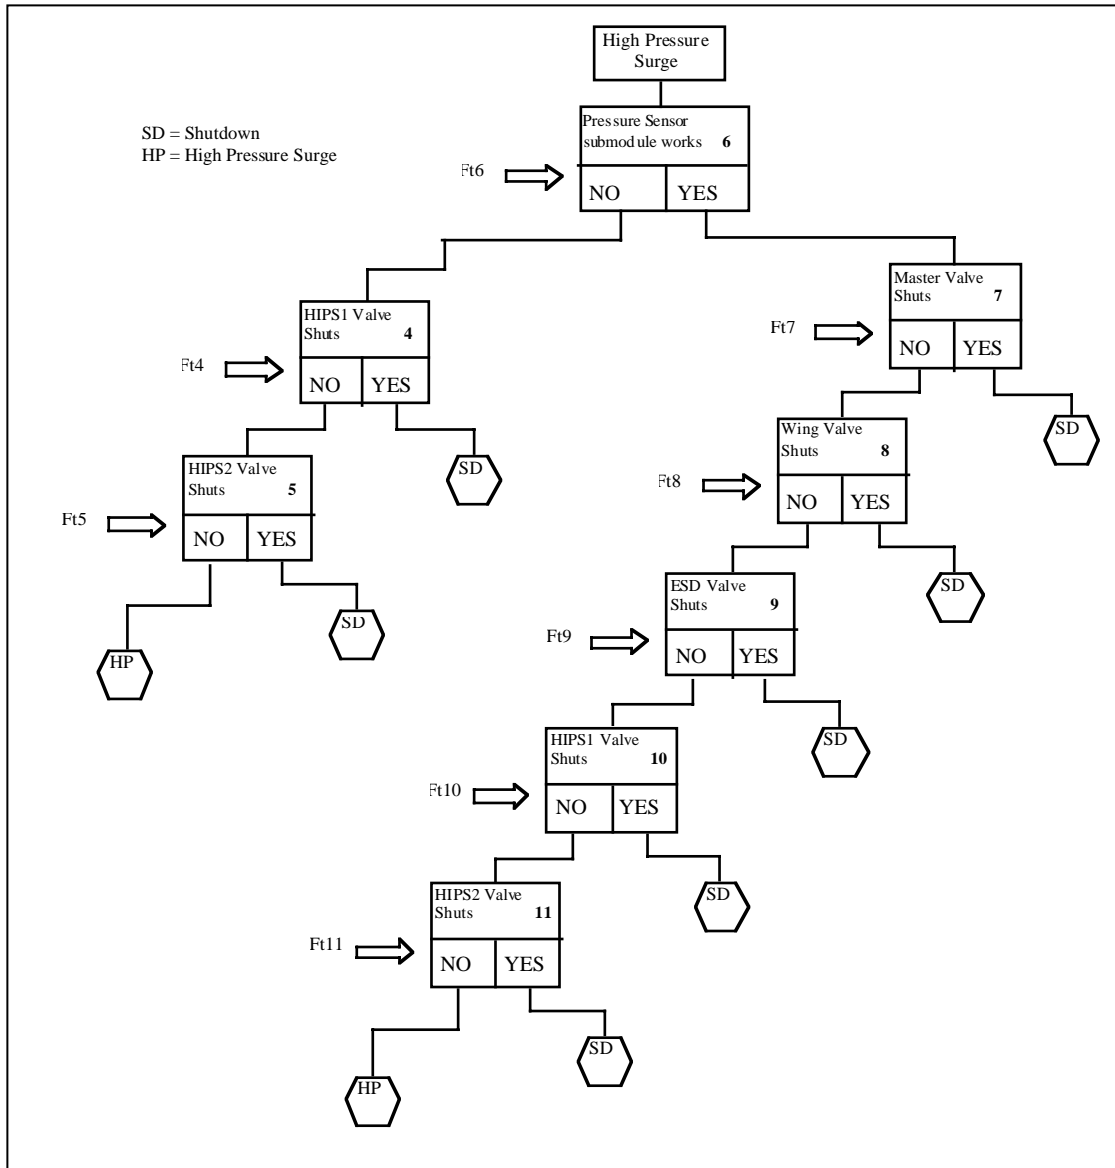 High Pressure
Surge
SD = Shutdown
HP = High Pressure Surge
Pressure Sensor
submodule works 6
Ft6
NO YES
Master Valve
Shuts 7
Ft7
NO YES
SD
HIPS1 Valve
Shuts 4
Ft4
NO YES
SD
Wing Valve
Shuts 8
Ft8
NO YES
SD
HIPS2 Valve
Shuts 5
Ft5
NO YES
HP
SD
ESD Valve
Shuts 9
Ft9
NO YES
SD
HIPS1 Valve
Shuts 10
Ft10
NO YES
SD
HIPS2 Valve
Shuts 11
Ft11
NO YES
HP
SD